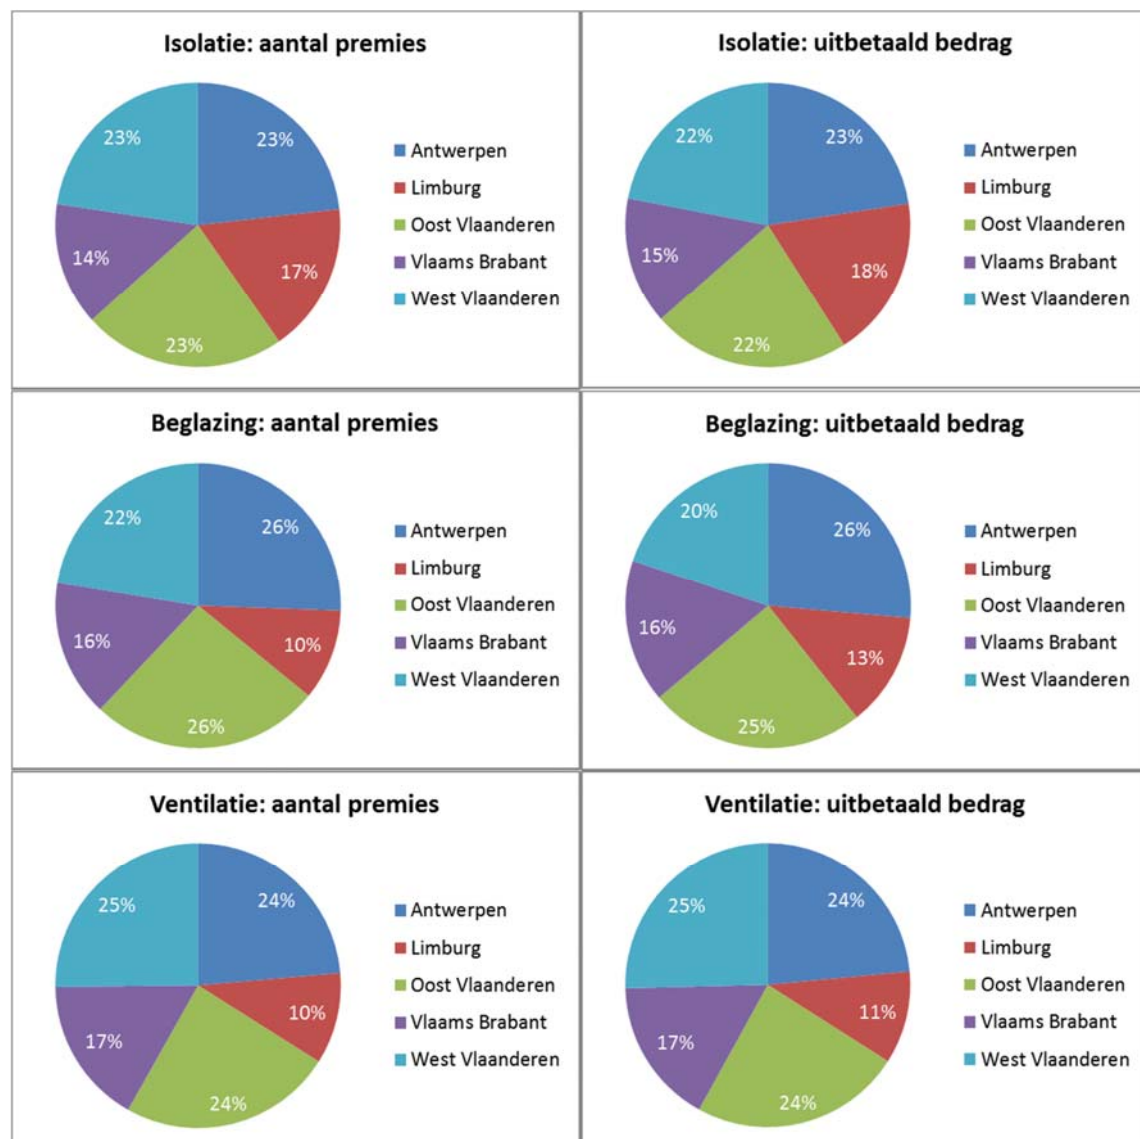 Isolatie: aantal premies
23%
23%
17%
23%
14%
Antwerpen
Limburg
Oost Vlaanderen
Vlaams Brabant
West Vlaanderen
Isolatie: uitbetaald bedrag
22%
23%
18%
22%
15%
Antwerpen
Limburg
Oost Vlaanderen
Vlaams Brabant
West Vlaanderen
Beglazing: aantal premies
22%
26%
10%
26%
16%
Antwerpen
Limburg
Oost Vlaanderen
Vlaams Brabant
West Vlaanderen
Beglazing: uitbetaald bedrag
20%
26%
13%
25%
16%
Antwerpen
Limburg
Oost Vlaanderen
Vlaams Brabant
West Vlaanderen
Ventilatie: aantal premies
25%
24%
10%
24%
17%
Antwerpen
Limburg
Oost Vlaanderen
Vlaams Brabant
West Vlaanderen
Ventilatie: uitbetaald bedrag
25%
24%
11%
24%
17%
Antwerpen
Limburg
Oost Vlaanderen
Vlaams Brabant
West Vlaanderen